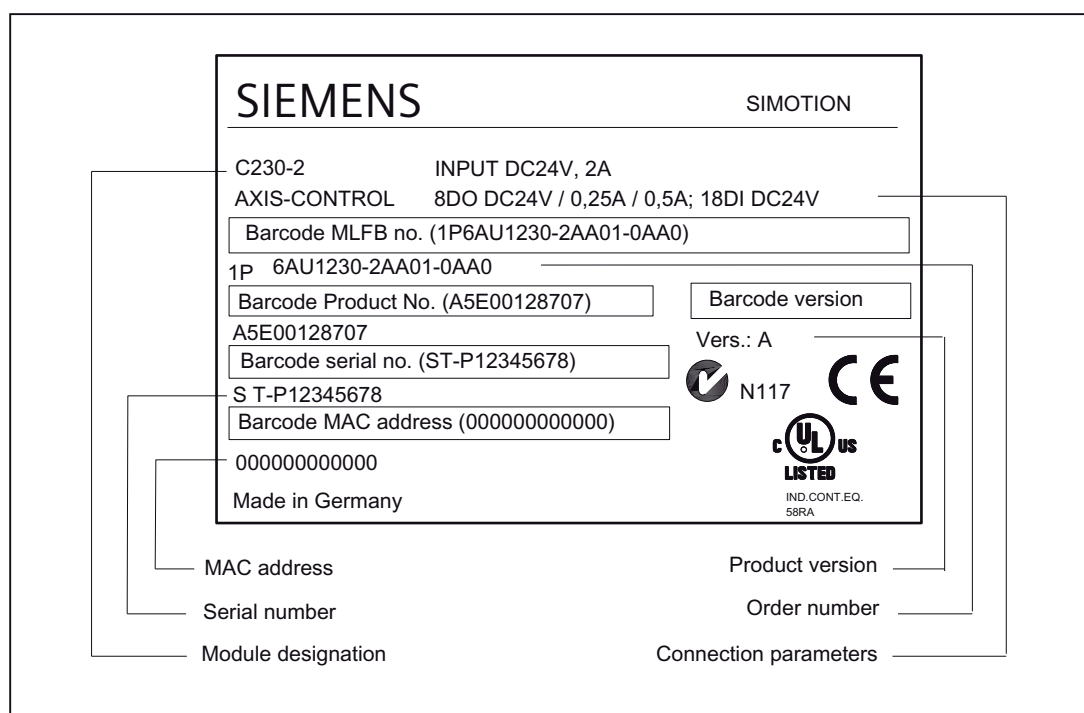 SIEMENS SIMOTION
C230-2 INPUT DC24V, 2A
AXIS-CONTROL 8DO DC24V / 0,25A / 0,5A; 18DI DC24V
Barcode MLFB no. (1P6AU1230-2AA01-0AA0)
1P 6AU1230-2AA01-0AA0
Barcode Product No. (A5E00128707)
Barcode version
A5E00128707
Vers.: A
Barcode serial no. (ST-P12345678)
N117 CE
S T-P12345678
Barcode MAC address (000000000000)
C UL US
LISTED
000000000000
Made in Germany
IND.CONT.EQ.
58RA
MAC address
Product version
Serial number
Order number
Module designation
Connection parameters